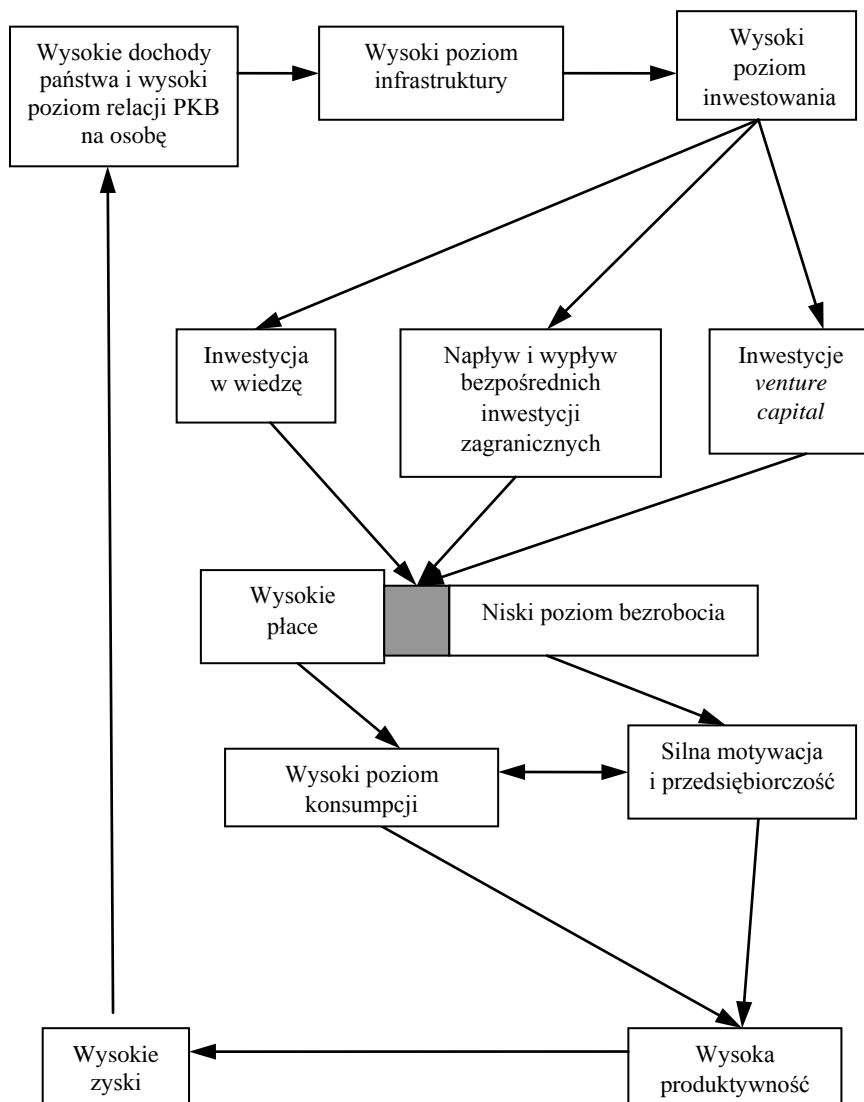 Wysokie dochody
państwa i wysoki
poziom relacji PKB
na osobę
Wysoki poziom
infrastruktury
Wysoki
poziom
inwestowania
Inwestycja
w wiedzę
Napływ i wypływ
bezpośrednich
inwestycji
zagranicznych
Inwestycje
venture
capital
Wysokie
płace
Niski poziom bezrobocia
Wysoki poziom
konsumpcji
Silna motywacja
i przedsiębiorczość
Wysokie
zyski
Wysoka
produktywność